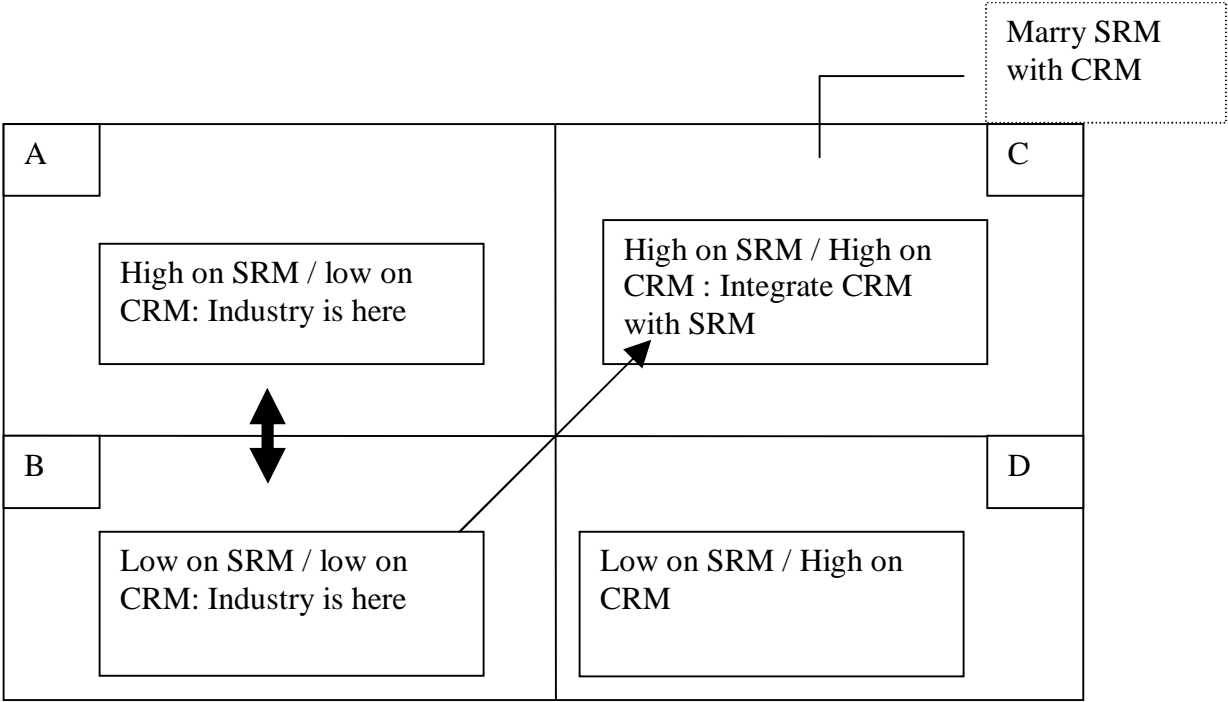 Marry SRM
with CRM
A
C
High on SRM / low on
CRM: Industry is here
High on SRM / High on
CRM : Integrate CRM
with SRM
B
D
Low on SRM / low on
CRM: Industry is here
Low on SRM / High on
CRM